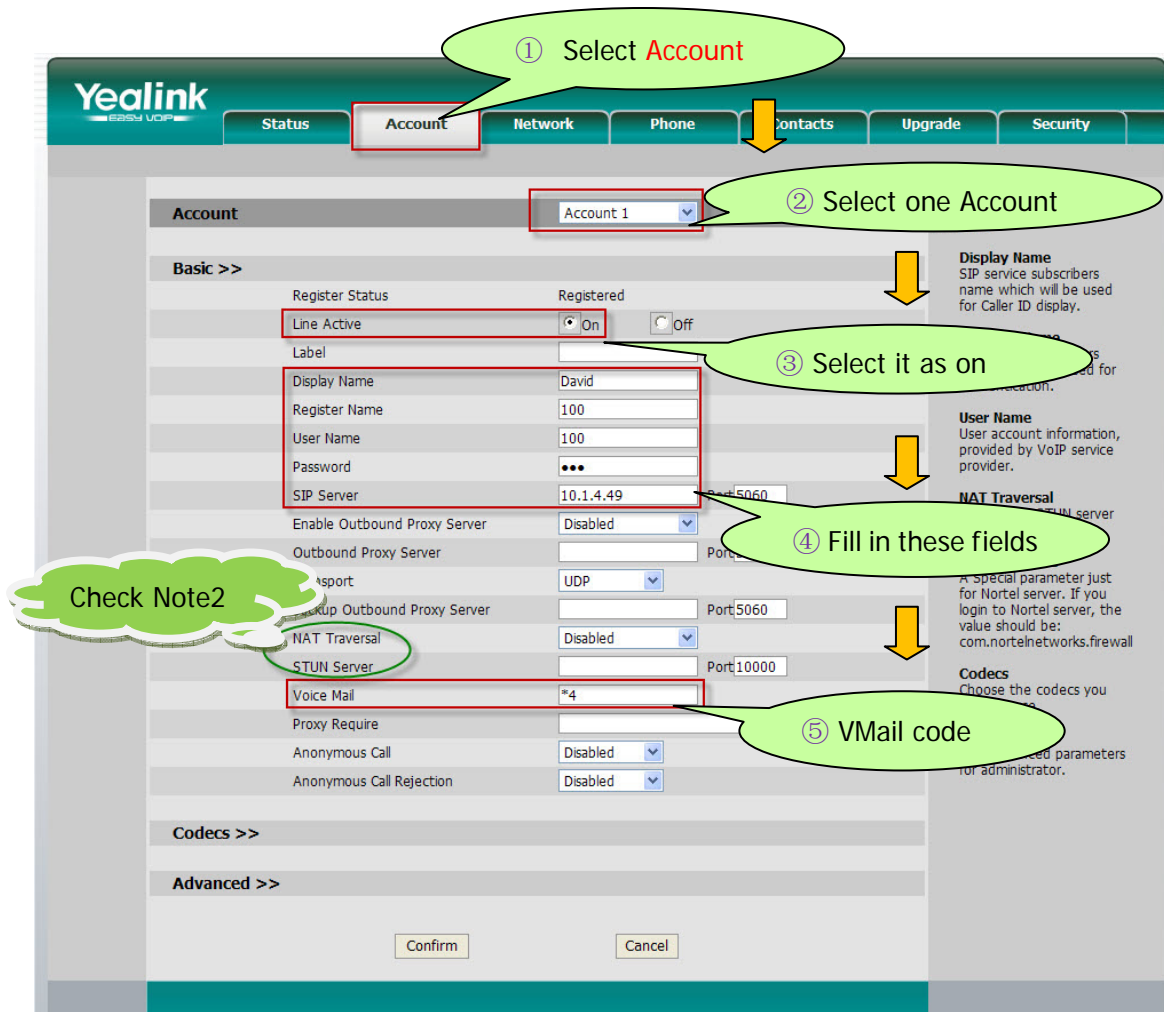 ① Select Account
Yealink
EASY VOIP
Status Account Network Phone Contacts Upgrade Security
Account Account 1
② Select one Account
Basic >>
Register Status Registered
Line Active On Off
Label
③ Select it as on
Display Name David
Register Name 100
User Name 100
Password •••
SIP Server 10.1.4.49 Port 5060
Enable Outbound Proxy Server Disabled
④ Fill in these fields
Outbound Proxy Server Port
Check Note2
UDP
Outbound Proxy Server Port 5060
NAT Traversal Disabled
STUN Server Port 10000
Voice Mail *4
⑤ VMail code
Proxy Require
Anonymous Call Disabled
Anonymous Call Rejection Disabled
Codecs >>
Advanced >>
Confirm Cancel
Display Name
SIP service subscribers
name which will be used
for Caller ID display.
for
User Name
User account information,
provided by VoIP service
provider.
NAT Traversal
server
A Special parameter just
for Nortel server. If you
login to Nortel server, the
value should be:
com.nortelnetworks.firewall
Codecs
Choose the codecs you
parameters
for administrator.